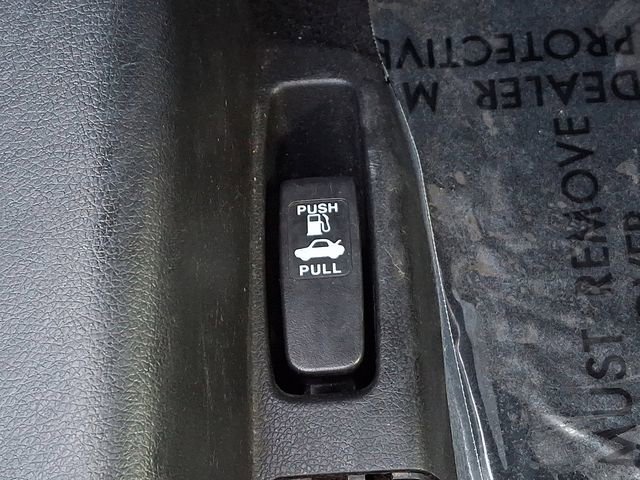 PUSH
PULL
DEALER M
PROTECTIVE
MUST REMOVE